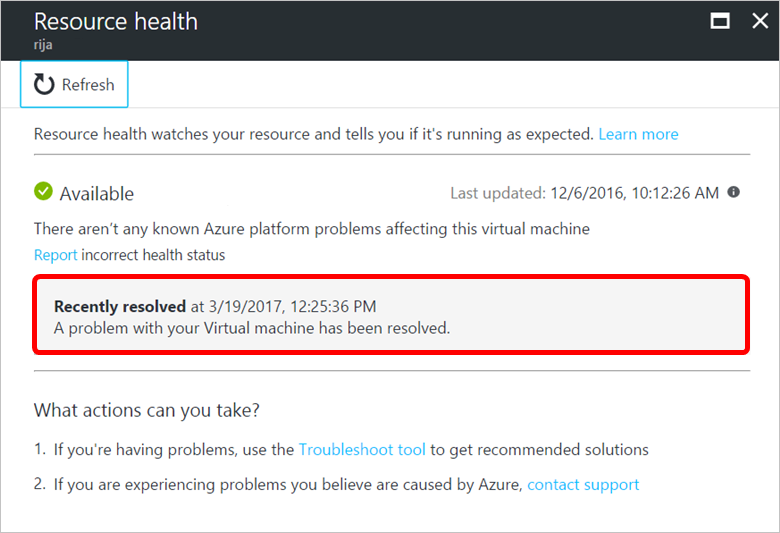 Resource health
rija
Refresh
Resource health watches your resource and tells you if it's running as expected. Learn more
Available
Last updated: 12/6/2016, 10:12:26 AM
There aren't any known Azure platform problems affecting this virtual machine
Report incorrect health status
Recently resolved at 3/19/2017, 12:25:36 PM
A problem with your Virtual machine has been resolved.
What actions can you take?
1. If you're having problems, use the Troubleshoot tool to get recommended solutions
2. If you are experiencing problems you believe are caused by Azure, contact support